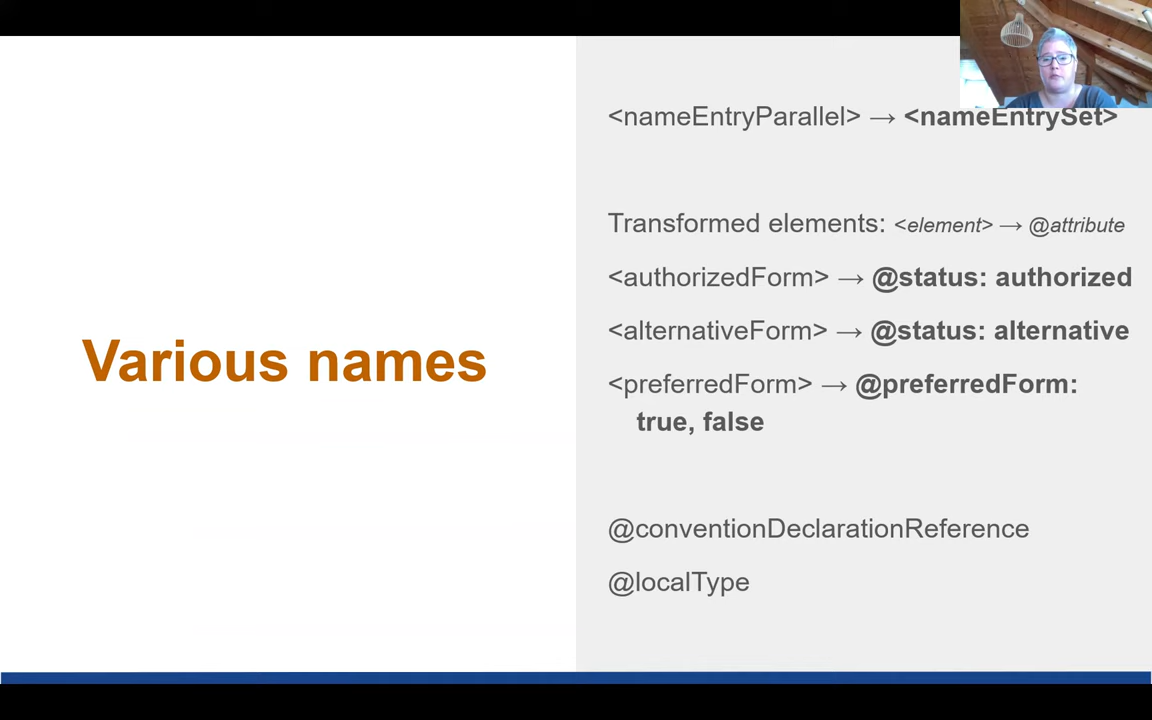 <nameEntryParallel> → <nameEntrySet>
Transformed elements: <element> → @attribute
<authorizedForm> → @status: authorized
<alternativeForm> → @status: alternative
Various names
<preferredForm> → @preferredForm:
true, false
@conventionDeclarationReference
@localType